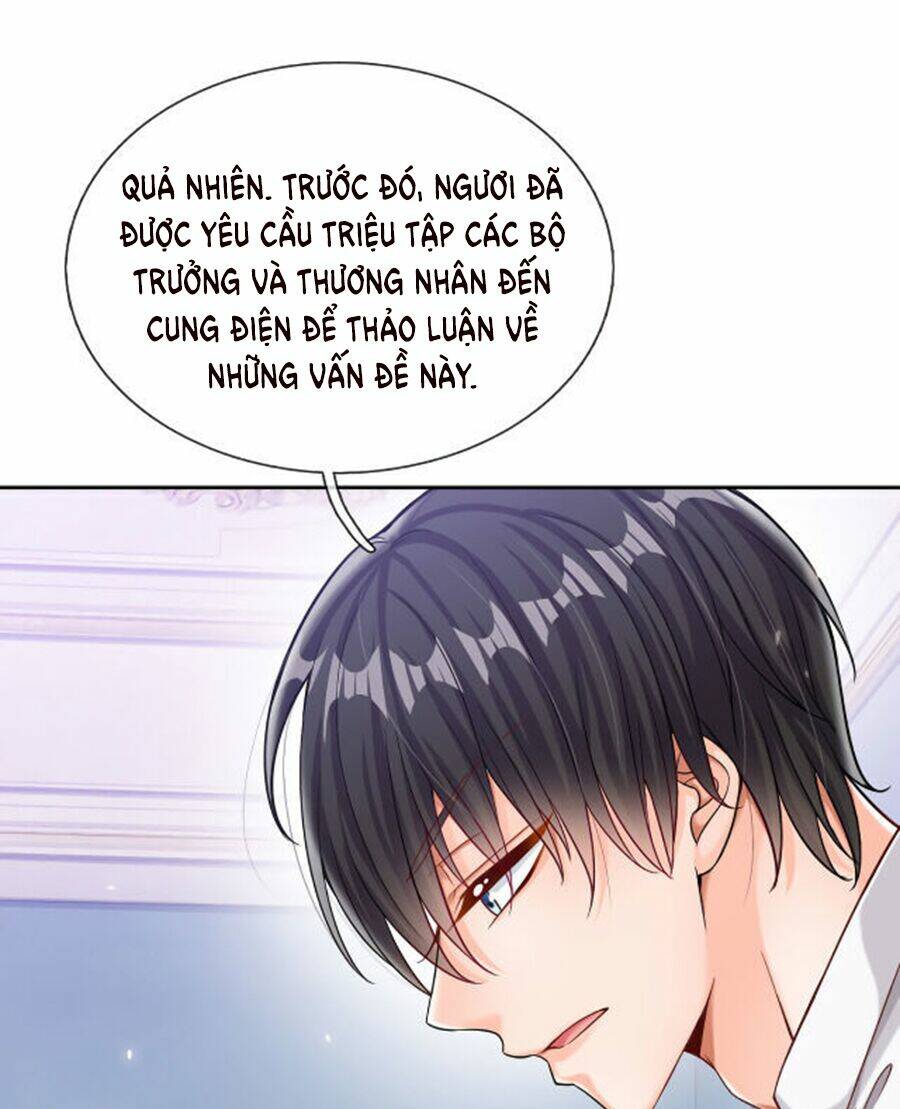 QUẢ NHIÊN. TRƯỚC ĐÓ, NGƯƠI ĐÃ
ĐƯỢC YÊU CẦU TRIỆU TẬP CÁC BỘ
TRƯỞNG VÀ THƯƠNG NHÂN ĐẾN
CUNG ĐIỆN ĐỂ THẢO LUẬN VỀ
NHỮNG VẤN ĐỀ NÀY.